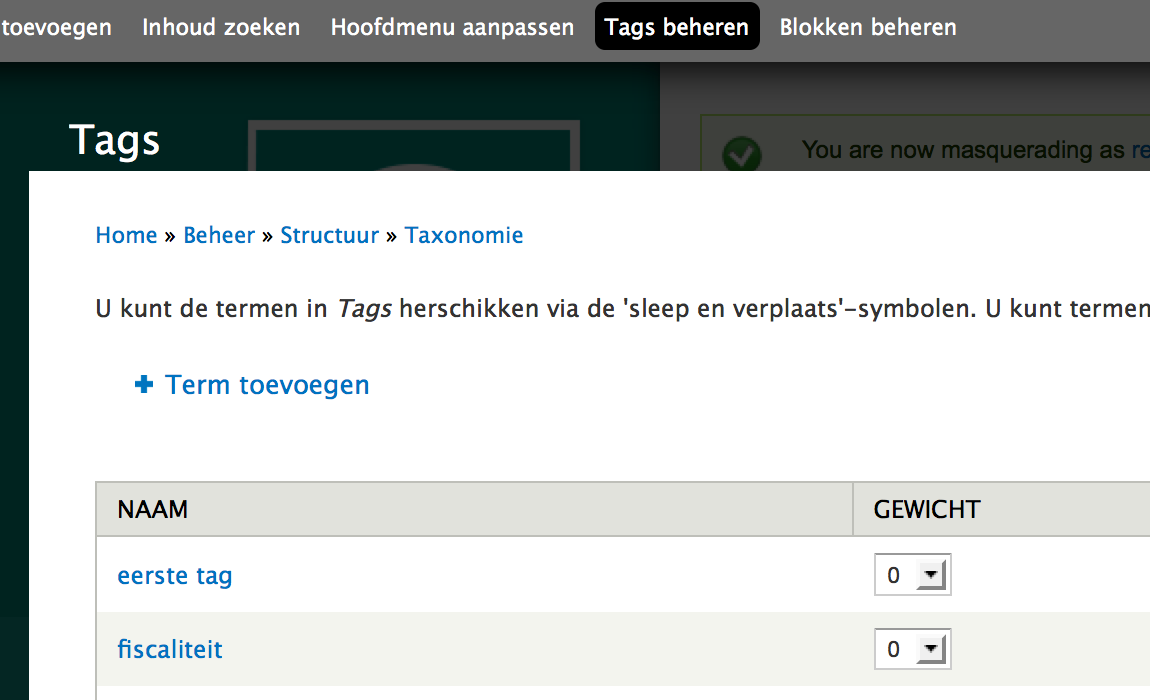 toevoegen Inhoud zoeken Hoofdmenu aanpassen Tags beheren Blokken beheren
Tags
You are now masquerading as re
Home » Beheer » Structuur » Taxonomie
U kunt de termen in Tags herschikken via de 'sleep en verplaats'-symbolen. U kunt termen
Term toevoegen
NAAM GEWICHT
eerste tag 0
fiscaliteit 0